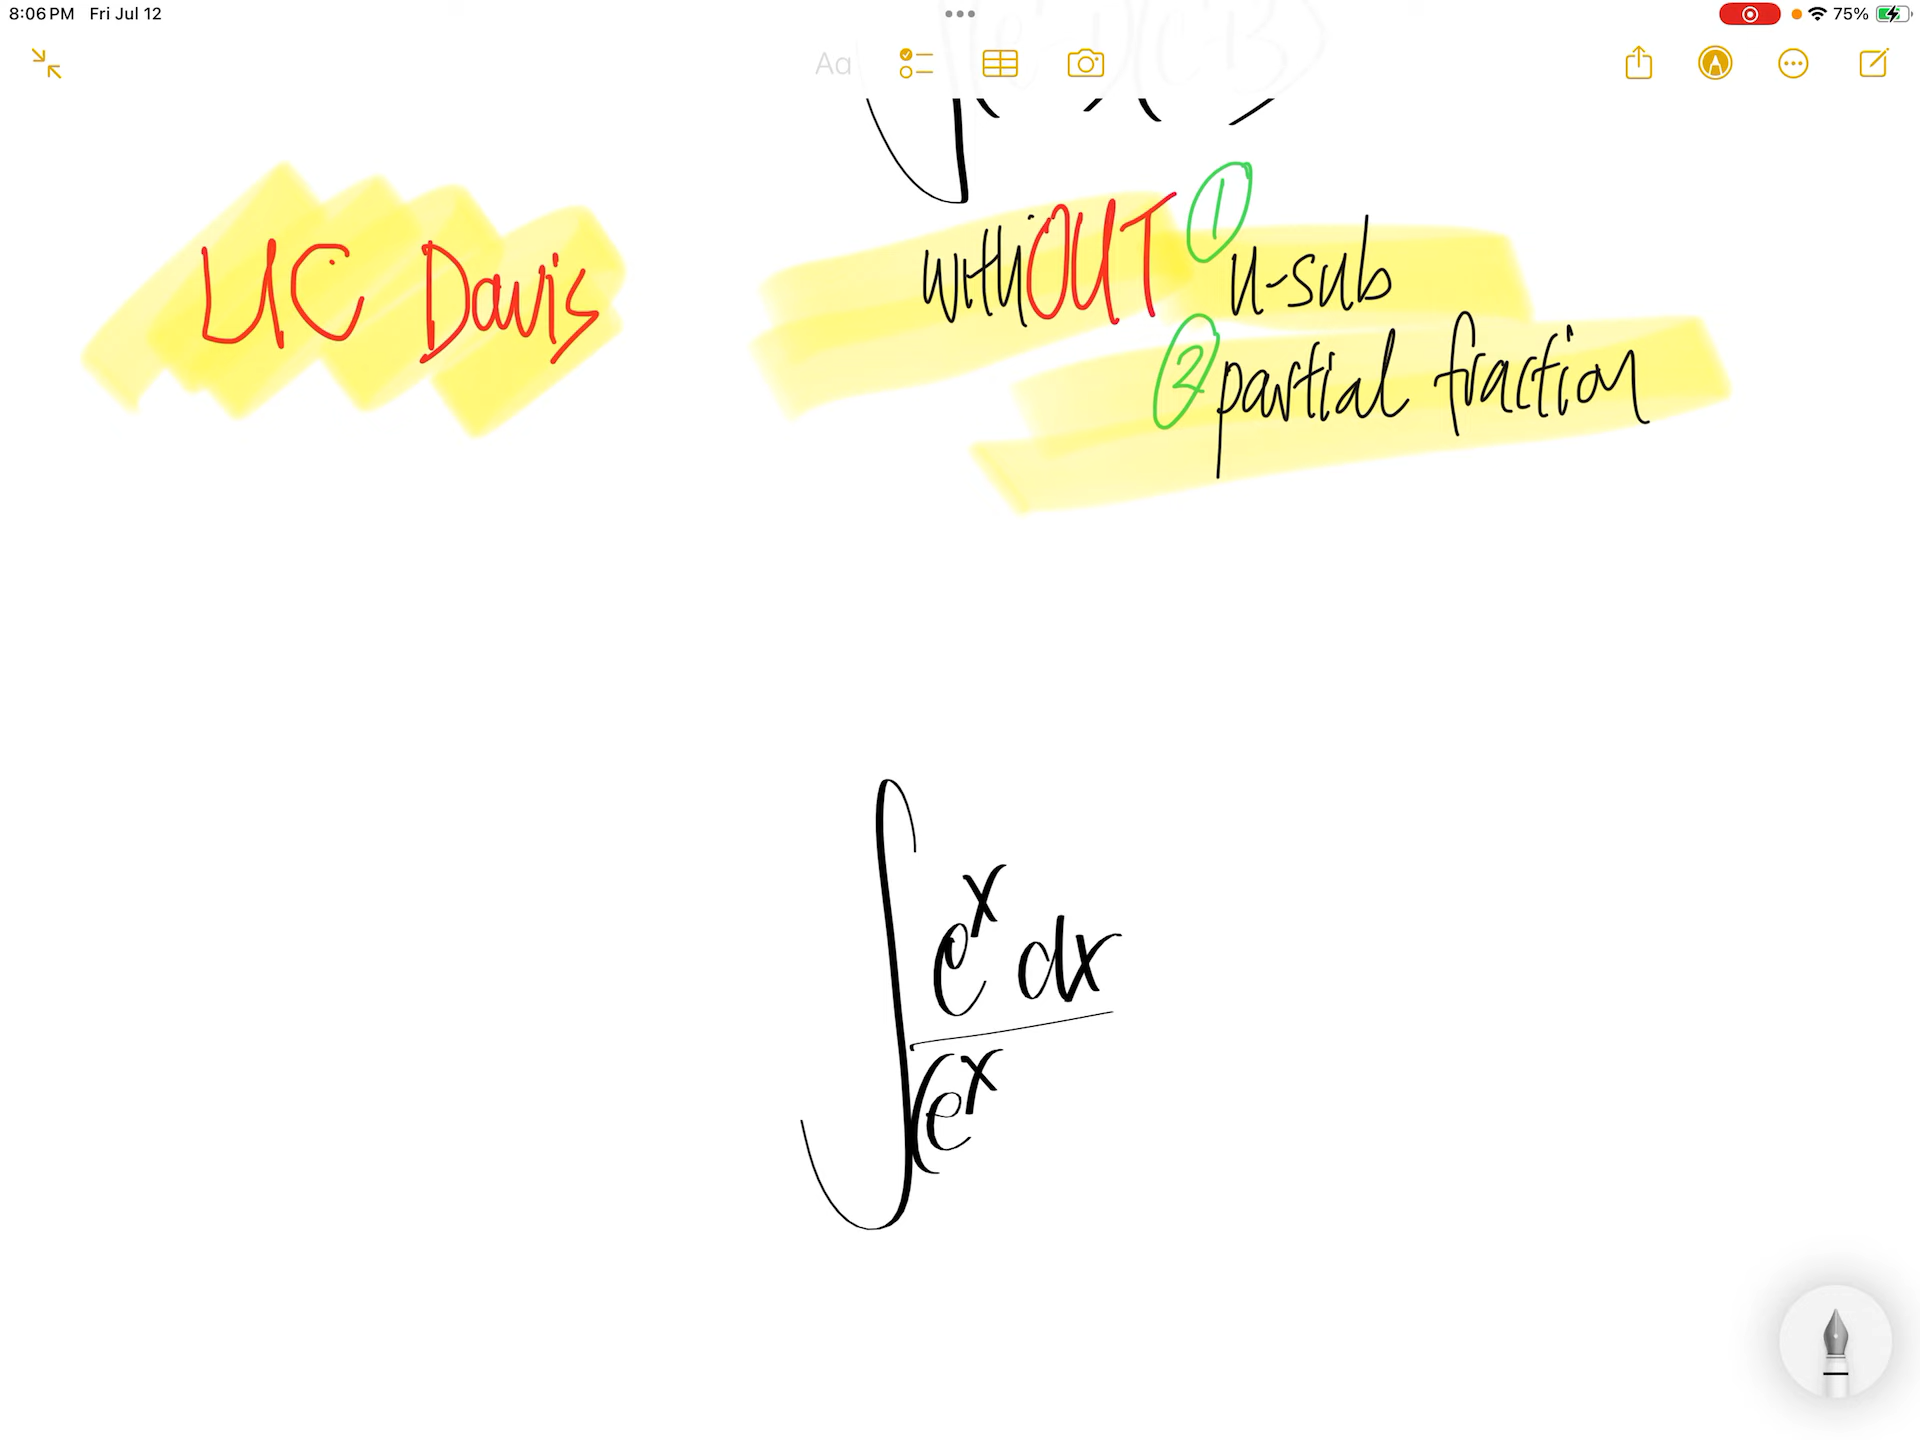 8:06 PM Fri Jul 12
75%
Aa
UC Davis
withOUT ① u-sub
② partial fraction
∫ e^x dx
(e^x